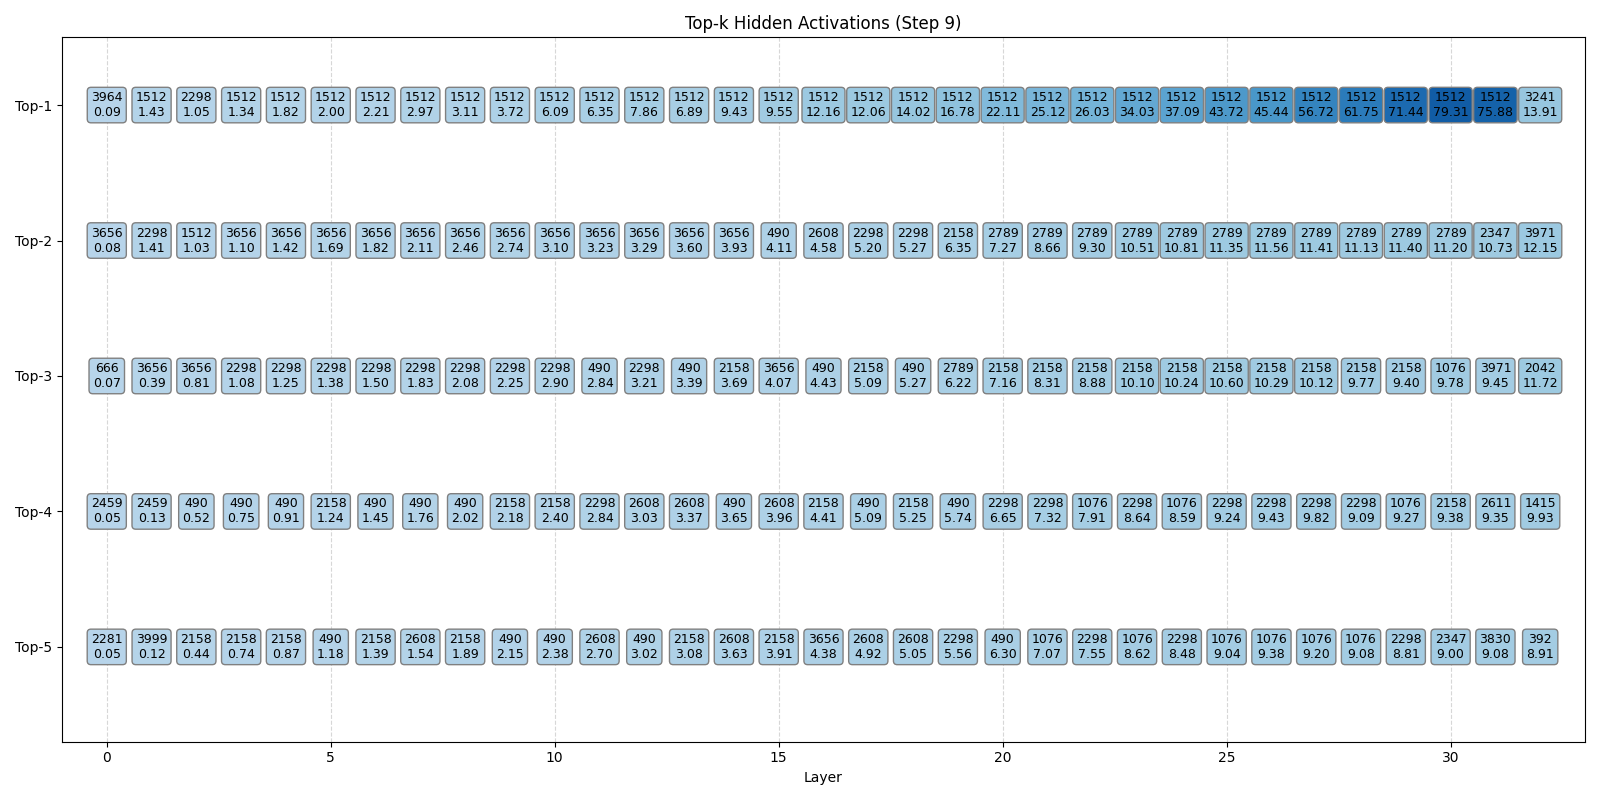 Top-k Hidden Activations (Step 9)
Top-1
3964 1512 2298 1512 1512 1512 1512 1512 1512 1512 1512 1512 1512 1512 1512 1512 1512 1512 1512 1512 1512 1512 1512 1512 1512 1512 1512 1512 1512 1512 1512 1512 3241
0.09 1.43 1.05 1.34 1.82 2.00 2.21 2.97 3.11 3.72 6.09 6.35 7.86 6.89 9.43 9.55 12.16 12.06 14.02 16.78 22.11 25.12 26.03 34.03 37.09 43.72 45.44 56.72 61.75 71.44 79.31 75.88 13.91
Top-2
3656 2298 1512 3656 3656 3656 3656 3656 3656 3656 3656 3656 3656 3656 3656 490 2608 2298 2298 2158 2789 2789 2789 2789 2789 2789 2789 2789 2789 2789 2789 2347 3971
0.08 1.41 1.03 1.10 1.42 1.69 1.82 2.11 2.46 2.74 3.10 3.23 3.29 3.60 3.93 4.11 4.58 5.20 5.27 6.35 7.27 8.66 9.30 10.51 10.81 11.35 11.56 11.41 11.13 11.40 11.20 10.73 12.15
Top-3
666 3656 3656 2298 2298 2298 2298 2298 2298 2298 2298 490 2298 490 2158 3656 490 2158 490 2789 2158 2158 2158 2158 2158 2158 2158 2158 2158 2158 1076 3971 2042
0.07 0.39 0.81 1.08 1.25 1.38 1.50 1.83 2.08 2.25 2.90 2.84 3.21 3.39 3.69 4.07 4.43 5.09 5.27 6.22 7.16 8.31 8.88 10.10 10.24 10.60 10.29 10.12 9.77 9.40 9.78 9.45 11.72
Top-4
2459 2459 490 490 490 2158 490 490 490 2158 2158 2298 2608 2608 490 2608 2158 490 2158 490 2298 2298 1076 2298 1076 2298 2298 2298 2298 1076 2158 2611 1415
0.05 0.13 0.52 0.75 0.91 1.24 1.45 1.76 2.02 2.18 2.40 2.84 3.03 3.37 3.65 3.96 4.41 5.09 5.25 5.74 6.65 7.32 7.91 8.64 8.59 9.24 9.43 9.82 9.09 9.27 9.38 9.35 9.93
Top-5
2281 3999 2158 2158 2158 490 2158 2608 2158 490 490 2608 490 2158 2608 2158 3656 2608 2608 2298 490 1076 2298 1076 2298 1076 1076 1076 1076 2298 2347 3830 392
0.05 0.12 0.44 0.74 0.87 1.18 1.39 1.54 1.89 2.15 2.38 2.70 3.02 3.08 3.63 3.91 4.38 4.92 5.05 5.56 6.30 7.07 7.55 8.62 8.48 9.04 9.38 9.20 9.08 8.81 9.00 9.08 8.91
0 5 10 15 20 25 30
Layer